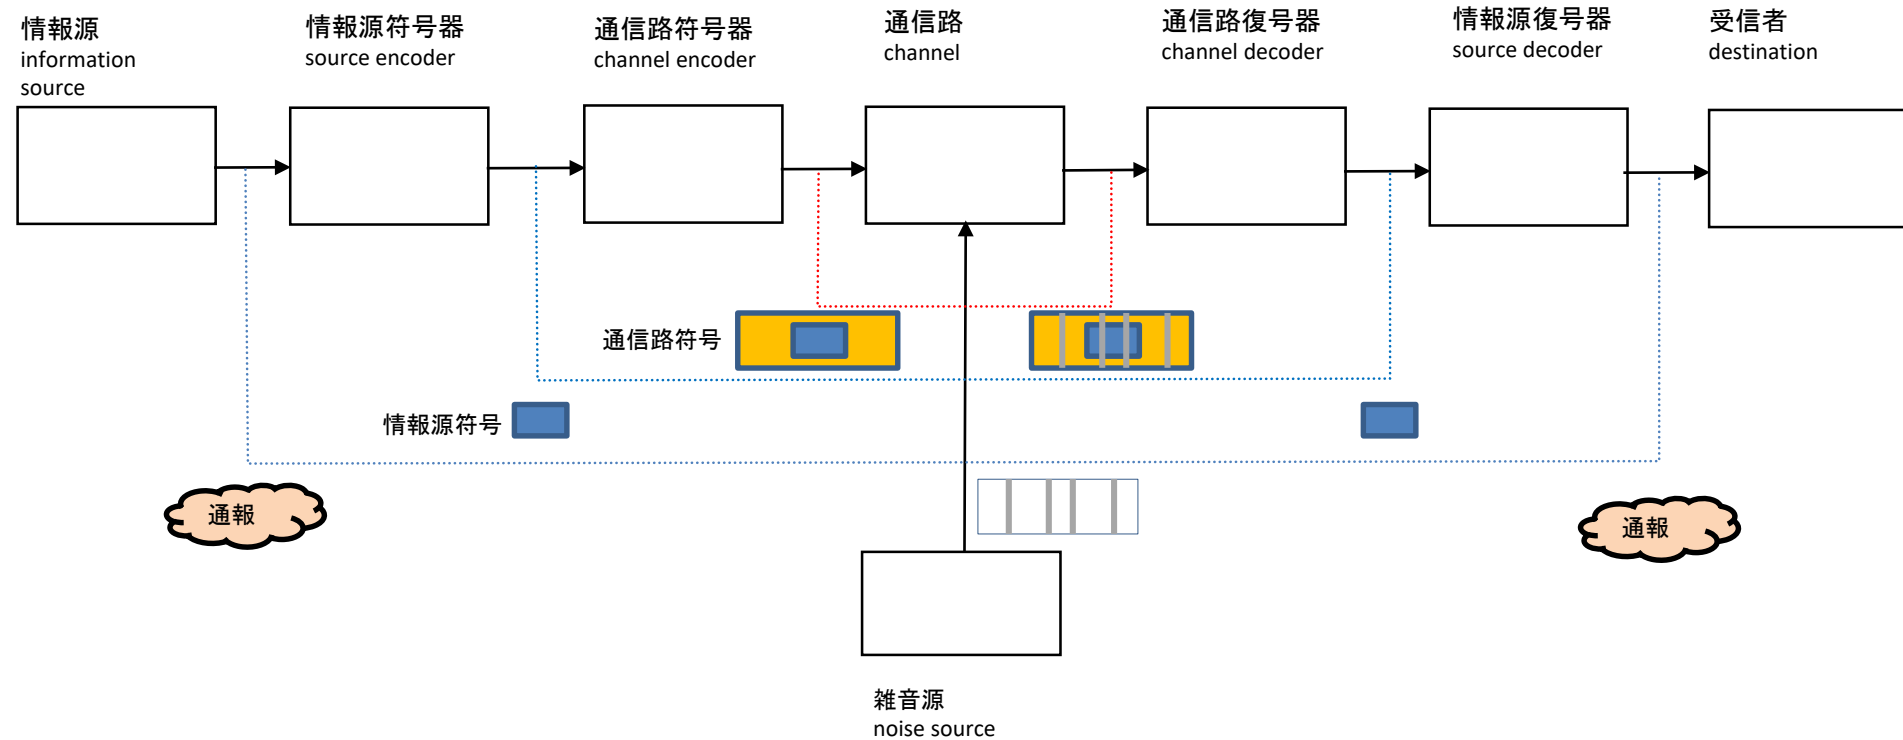 情報源
information
source
情報源符号器
source encoder
通信路符号器
channel encoder
通信路
channel
通信路復号器
channel decoder
情報源復号器
source decoder
受信者
destination
通信路符号
情報源符号
通報
通報
雑音源
noise source